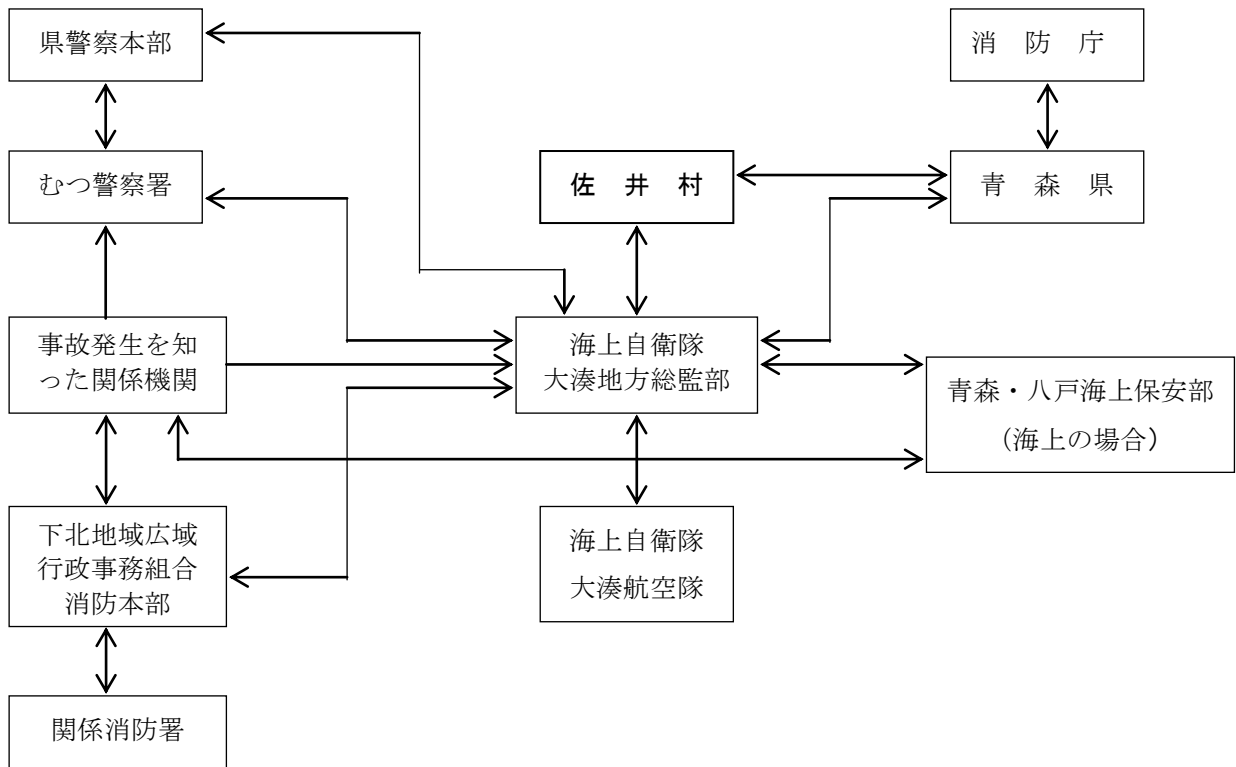 県警察本部
消　防　庁
むつ警察署
佐　井　村
青　森　県
事故発生を知
った関係機関
海上自衛隊
大湊地方総監部
青森・八戸海上保安部
（海上の場合）
下北地域広域
行政事務組合
消防本部
海上自衛隊
大湊航空隊
関係消防署